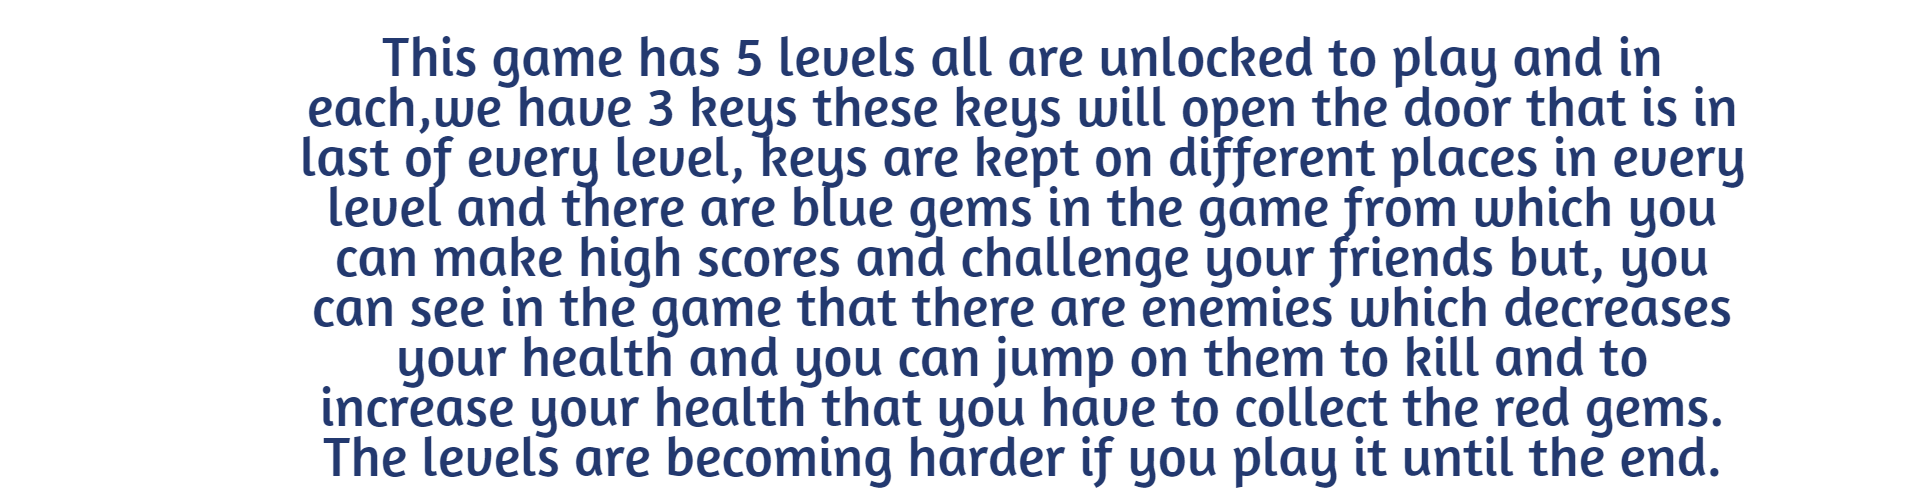 This game has 5 levels all are unlocked to play and in
each,we have 3 keys these keys will open the door that is in
last of every level, keys are kept on different places in every
level and there are blue gems in the game from which you
can make high scores and challenge your friends but, you
can see in the game that there are enemies which decreases
your health and you can jump on them to kill and to
increase your health that you have to collect the red gems.
The levels are becoming harder if you play it until the end.